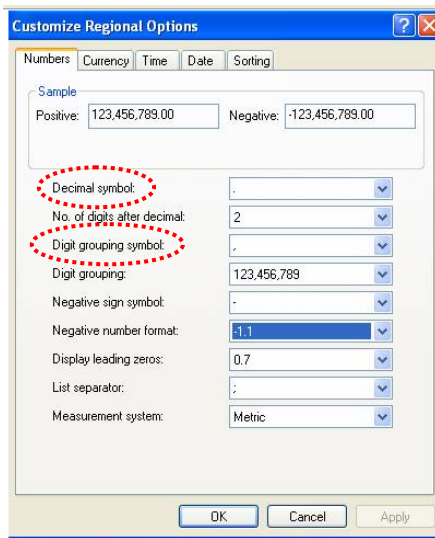 Customize Regional Options
Numbers Currency Time Date Sorting
Sample
Positive: 123,456,789.00 Negative: -123,456,789.00
Decimal symbol: .
No. of digits after decimal: 2
Digit grouping symbol: ,
Digit grouping: 123,456,789
Negative sign symbol: -
Negative number format: -1.1
Display leading zeros: 0.7
List separator: ;
Measurement system: Metric
OK Cancel Apply